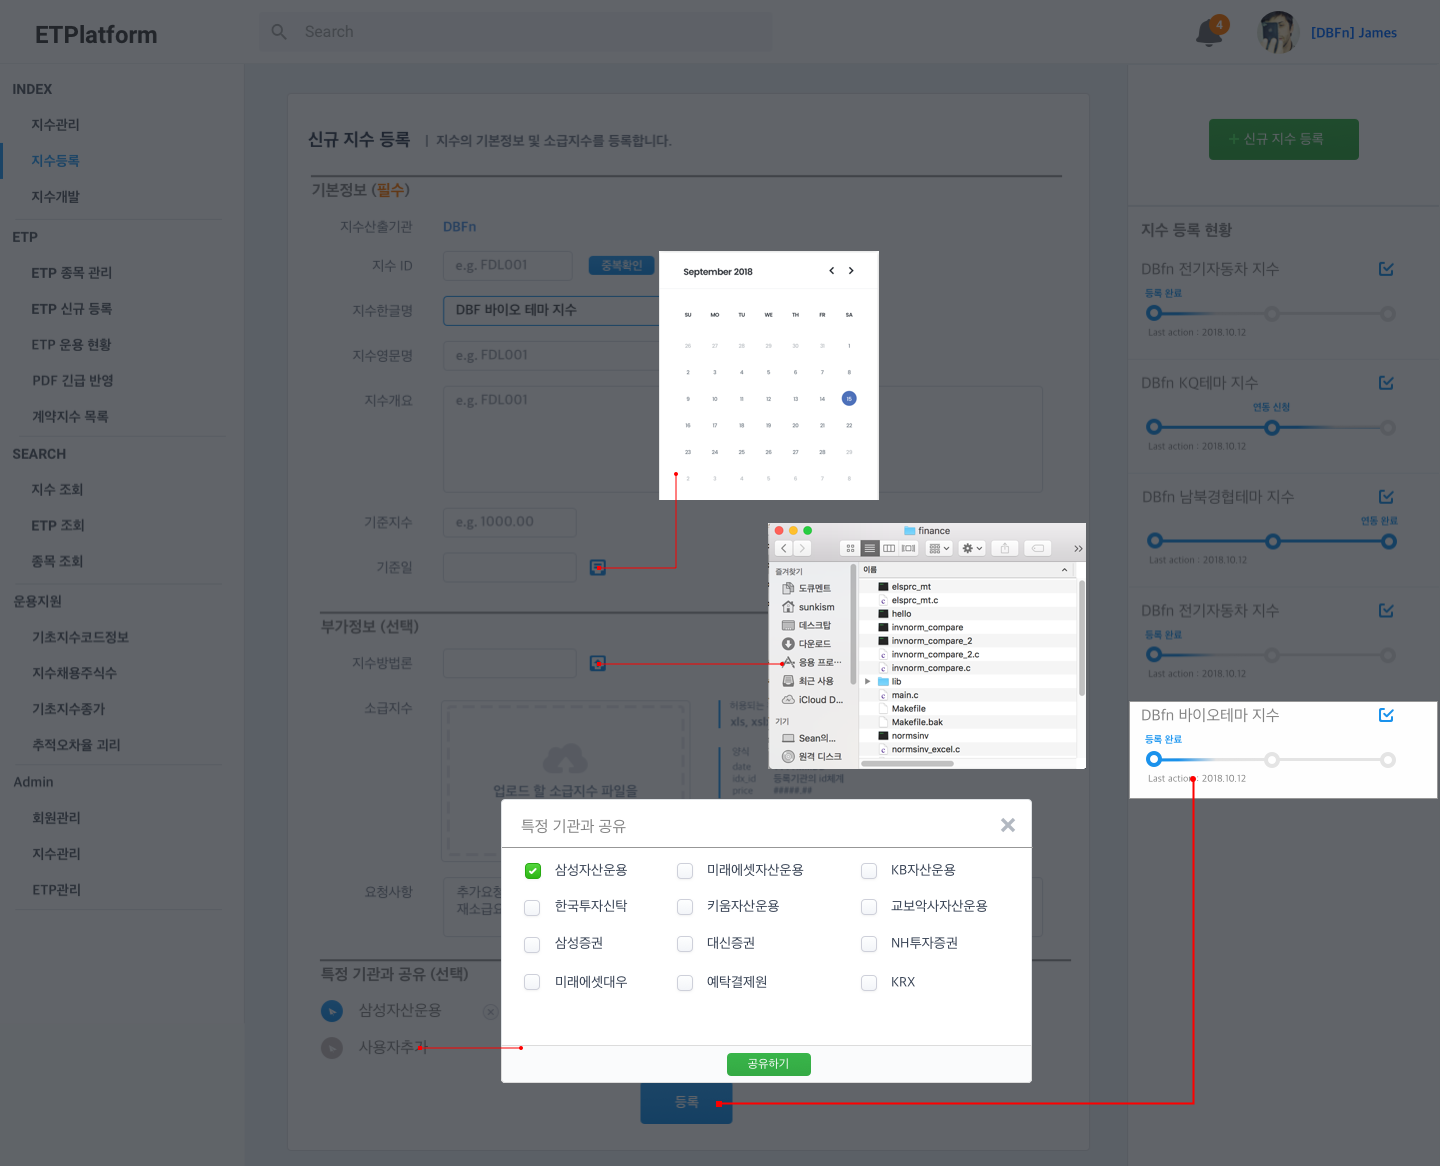 ETPlatform
Search
4
[DBFn] James
INDEX
지수관리
지수등록
지수개발
ETP
ETP 종목 관리
ETP 신규 등록
ETP 운용 현황
PDF 긴급 반영
계약지수 목록
SEARCH
지수 조회
ETP 조회
종목 조회
운용지원
기초지수코드정보
지수채용주식수
기초지수종가
추적오차율 괴리
Admin
회원관리
지수관리
ETP관리
신규 지수 등록 | 지수의 기본정보 및 소급지수를 등록합니다.
기본정보 (필수)
지수산출기관 DBFn
지수 ID e.g. FDL001 중복확인
지수한글명 DBF 바이오 테마 지수
지수영문명 e.g. FDL001
지수개요 e.g. FDL001
기준지수 e.g. 1000.00
기준일
September 2018
SU MO TU WE TH FR SA
26 27 28 29 30 31 1
2 3 4 5 6 7 8
9 10 11 12 13 14 15
16 17 18 19 20 21 22
23 24 25 26 27 28 29
2 3 4 5 6 7 8
부가정보 (선택)
지수방법론
소급지수
업로드 할 소급지수 파일을
허용되는
xls, xsl
양식
date
idx_id 등록기관의 id체계
price #####.##
요청사항 추가요청
재소급요
finance
즐겨찾기
도큐멘트
sunkism
데스크탑
다운로드
응용 프로…
최근 사용
iCloud D...
기기
Sean의...
원격 디스크
이름
elsprc_mt
elsprc_mt.c
hello
invnorm_compare
invnorm_compare_2
invnorm_compare_2.c
invnorm_compare.c
lib
main.c
Makefile
Makefile.bak
normsinv
normsinv_excel.c
특정 기관과 공유 (선택)
삼성자산운용
사용자추가
특정 기관과 공유
삼성자산운용 미래에셋자산운용 KB자산운용
한국투자신탁 키움자산운용 교보악사자산운용
삼성증권 대신증권 NH투자증권
미래에셋대우 예탁결제원 KRX
공유하기
등록
+ 신규 지수 등록
지수 등록 현황
DBfn 전기자동차 지수
등록 완료
Last action : 2018.10.12
DBfn KQ테마 지수
연동 신청
Last action : 2018.10.12
DBfn 남북경협테마 지수
연동 완료
Last action : 2018.10.12
DBfn 전기자동차 지수
등록 완료
Last action : 2018.10.12
DBfn 바이오테마 지수
등록 완료
Last action : 2018.10.12